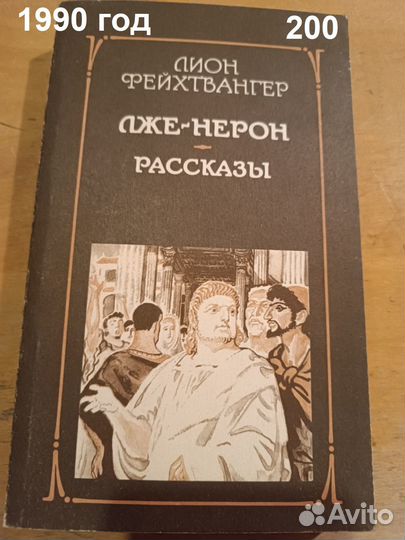 1990 год
200
ЛИОН
ФЕЙХТВАНГЕР
ЛЖЕ-НЕРОН
РАССКАЗЫ
Avito